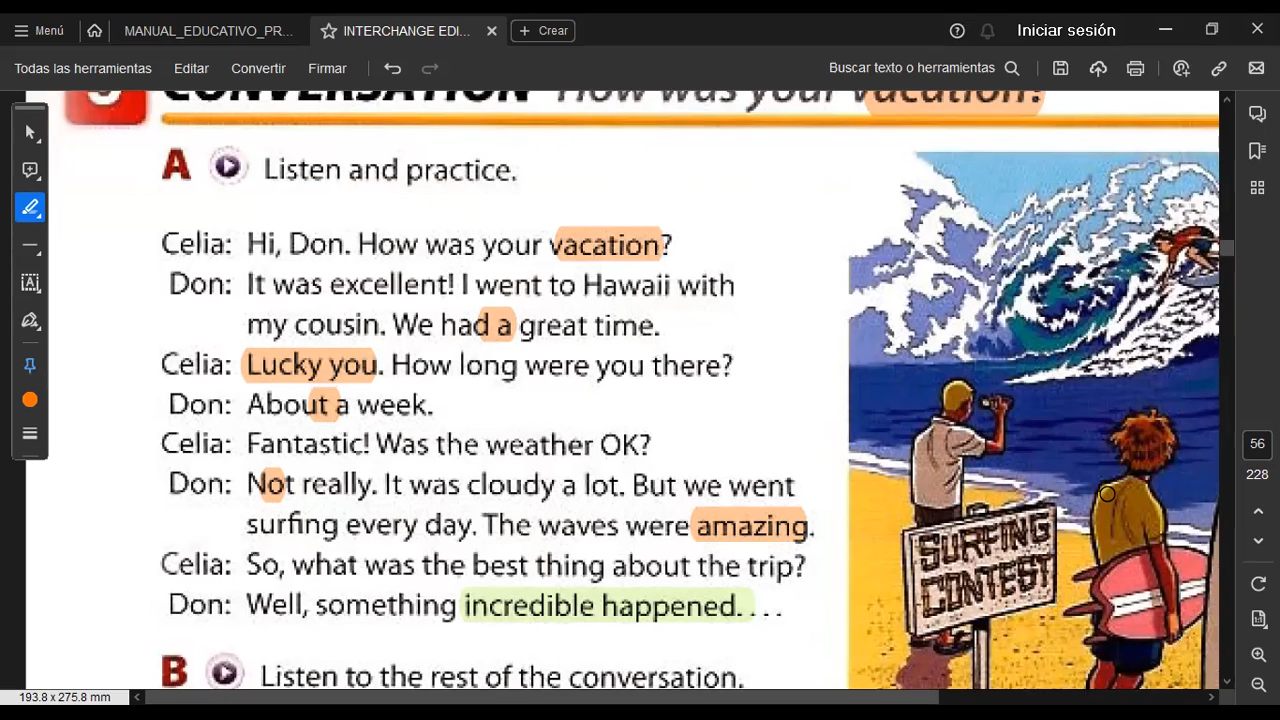 Menú
MANUAL_EDUCATIVO_PR...
INTERCHANGE EDI...
Crear
Iniciar sesión
Todas las herramientas
Editar
Convertir
Firmar
Buscar texto o herramientas
CONVERSATION How was your vacation?
A Listen and practice.
Celia: Hi, Don. How was your vacation?
Don: It was excellent! I went to Hawaii with
my cousin. We had a great time.
Celia: Lucky you. How long were you there?
Don: About a week.
Celia: Fantastic! Was the weather OK?
Don: Not really. It was cloudy a lot. But we went
surfing every day. The waves were amazing.
Celia: So, what was the best thing about the trip?
Don: Well, something incredible happened. . . .
SURFING
CONTEST
B Listen to the rest of the conversation.
56
228
193.8 x 275.8 mm